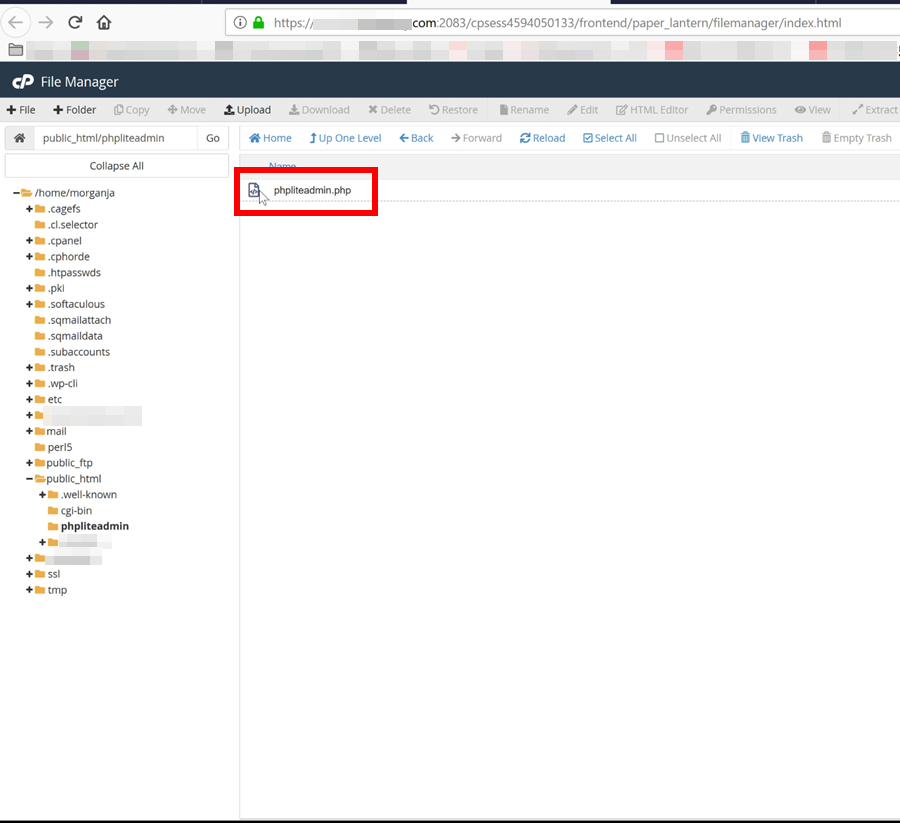 https:// com:2083/cpsess4594050133/frontend/paper_lantern/filemanager/index.html
cP File Manager
+ File + Folder Copy Move Upload Download Delete Restore Rename Edit HTML Editor Permissions View Extract
public_html/phpliteadmin Go Home Up One Level Back Forward Reload Select All Unselect All View Trash Empty Trash
Collapse All
Name
phpliteadmin.php
/home/morganja
.cagefs
.cl.selector
.cpanel
.cphorde
.htpasswds
.pki
.softaculous
.sqmailattach
.sqmaildata
.subaccounts
.trash
.wp-cli
etc
mail
perl5
public_ftp
public_html
.well-known
cgi-bin
phpliteadmin
ssl
tmp